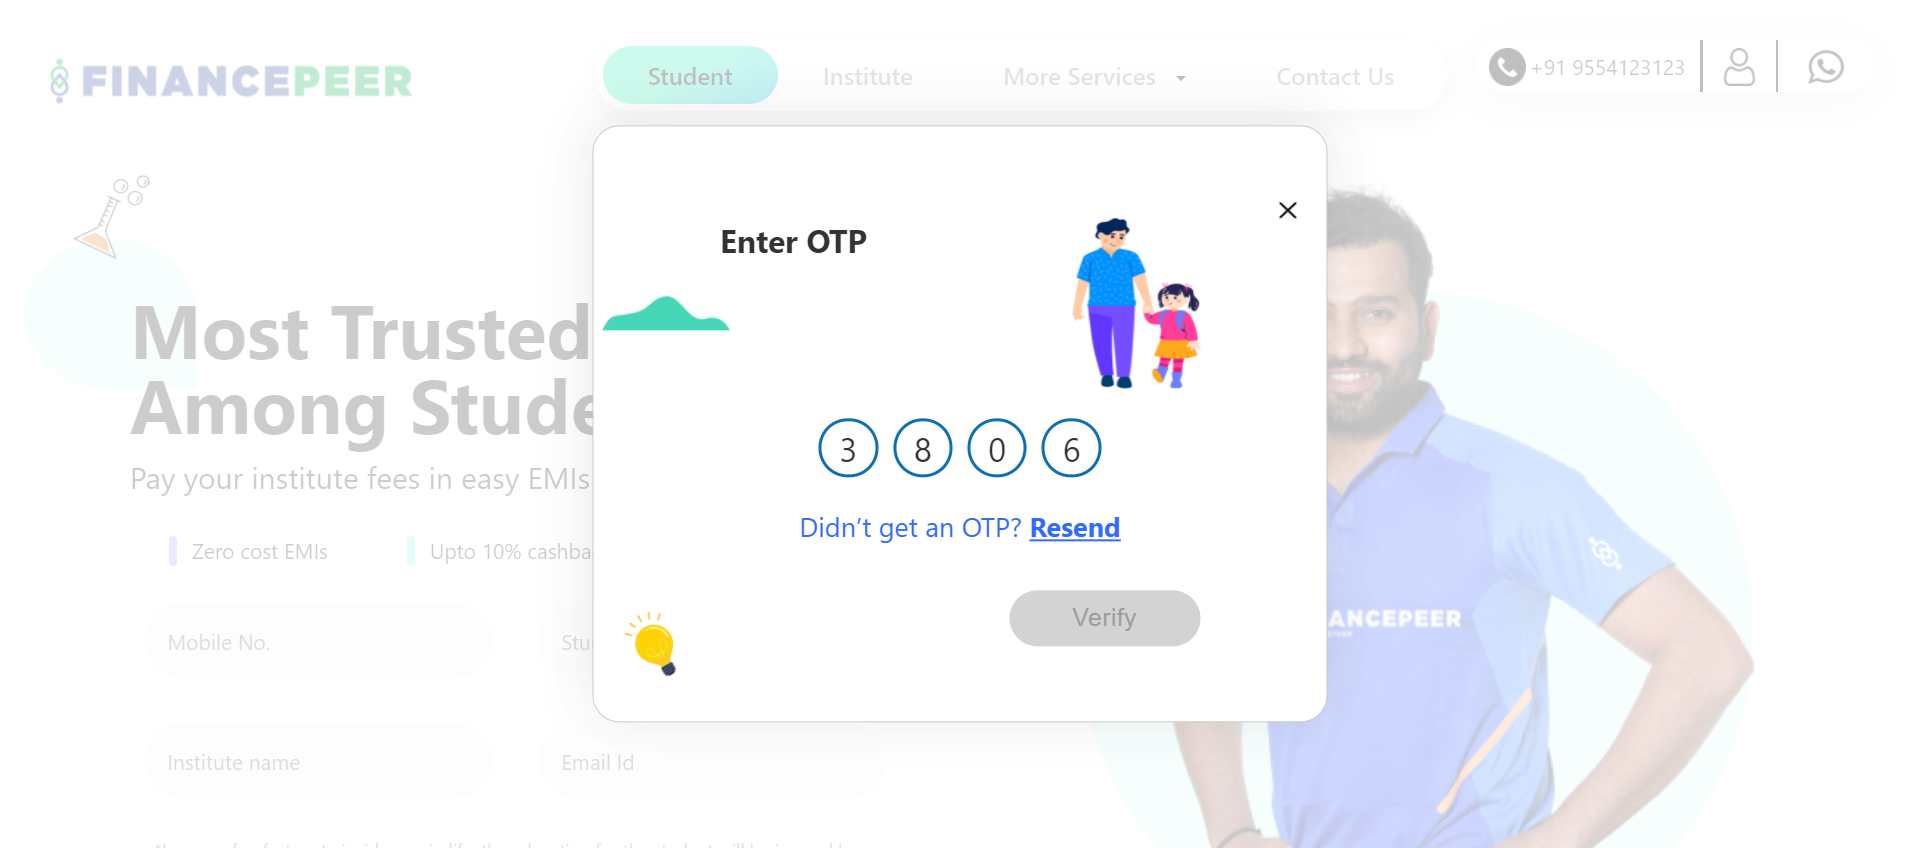 FINANCEPEER
Student
Institute
More Services
Contact Us
+91 9554123123
Enter OTP
Most Trusted
Among Stude
Pay your institute fees in easy EMIs
Zero cost EMIs
Upto 10% cashba
3 8 0 6
Didn’t get an OTP? Resend
Verify
Mobile No.
Stu
Institute name
Email Id
ANCEPEER